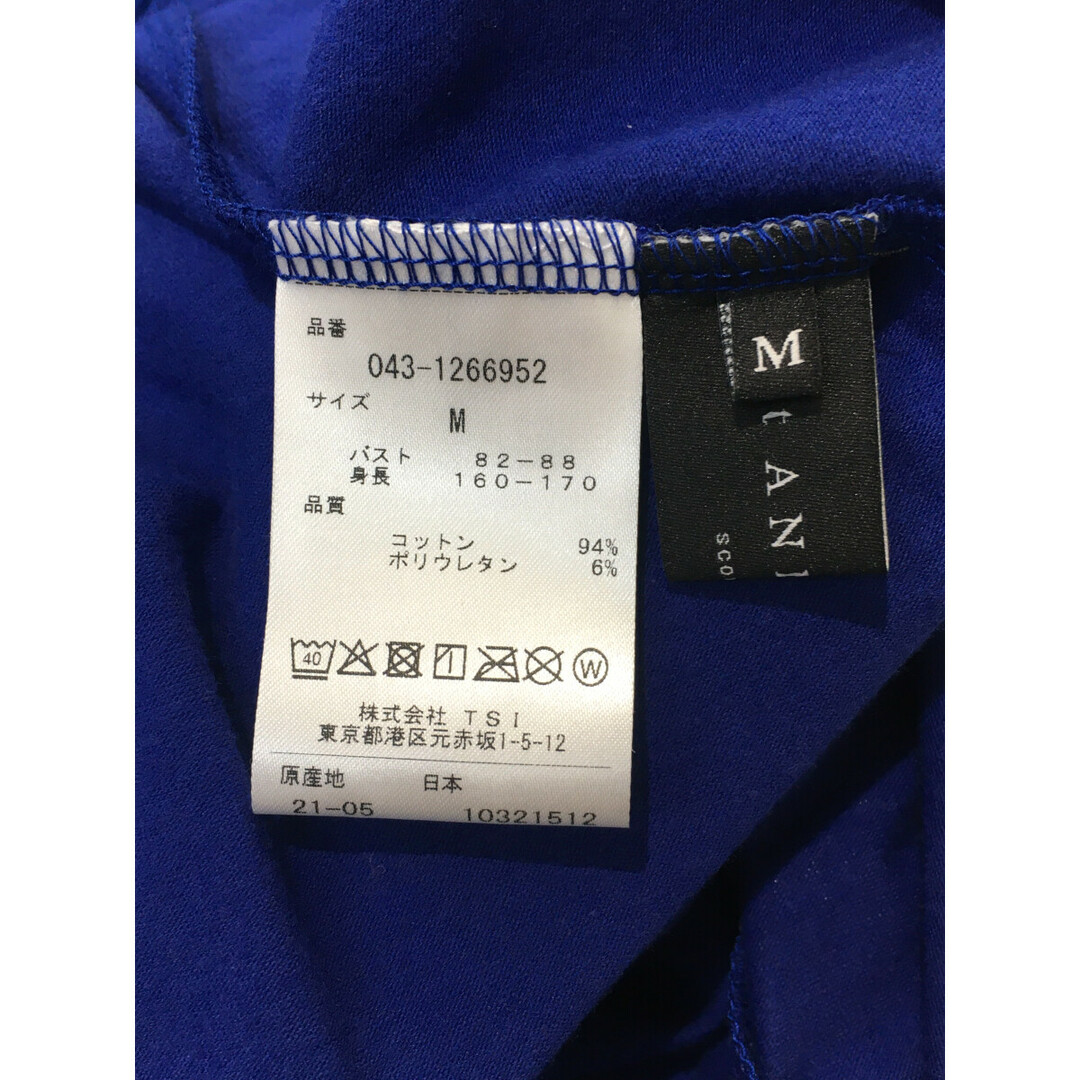 品番
043-1266952
サイズ
M
バスト 82-88
身長 160-170
品質
コットン 94%
ポリウレタン 6%
40
W
株式会社 TSI
東京都港区元赤坂1-5-12
原産地 日本
21-05 10321512
M
t AN
SCO